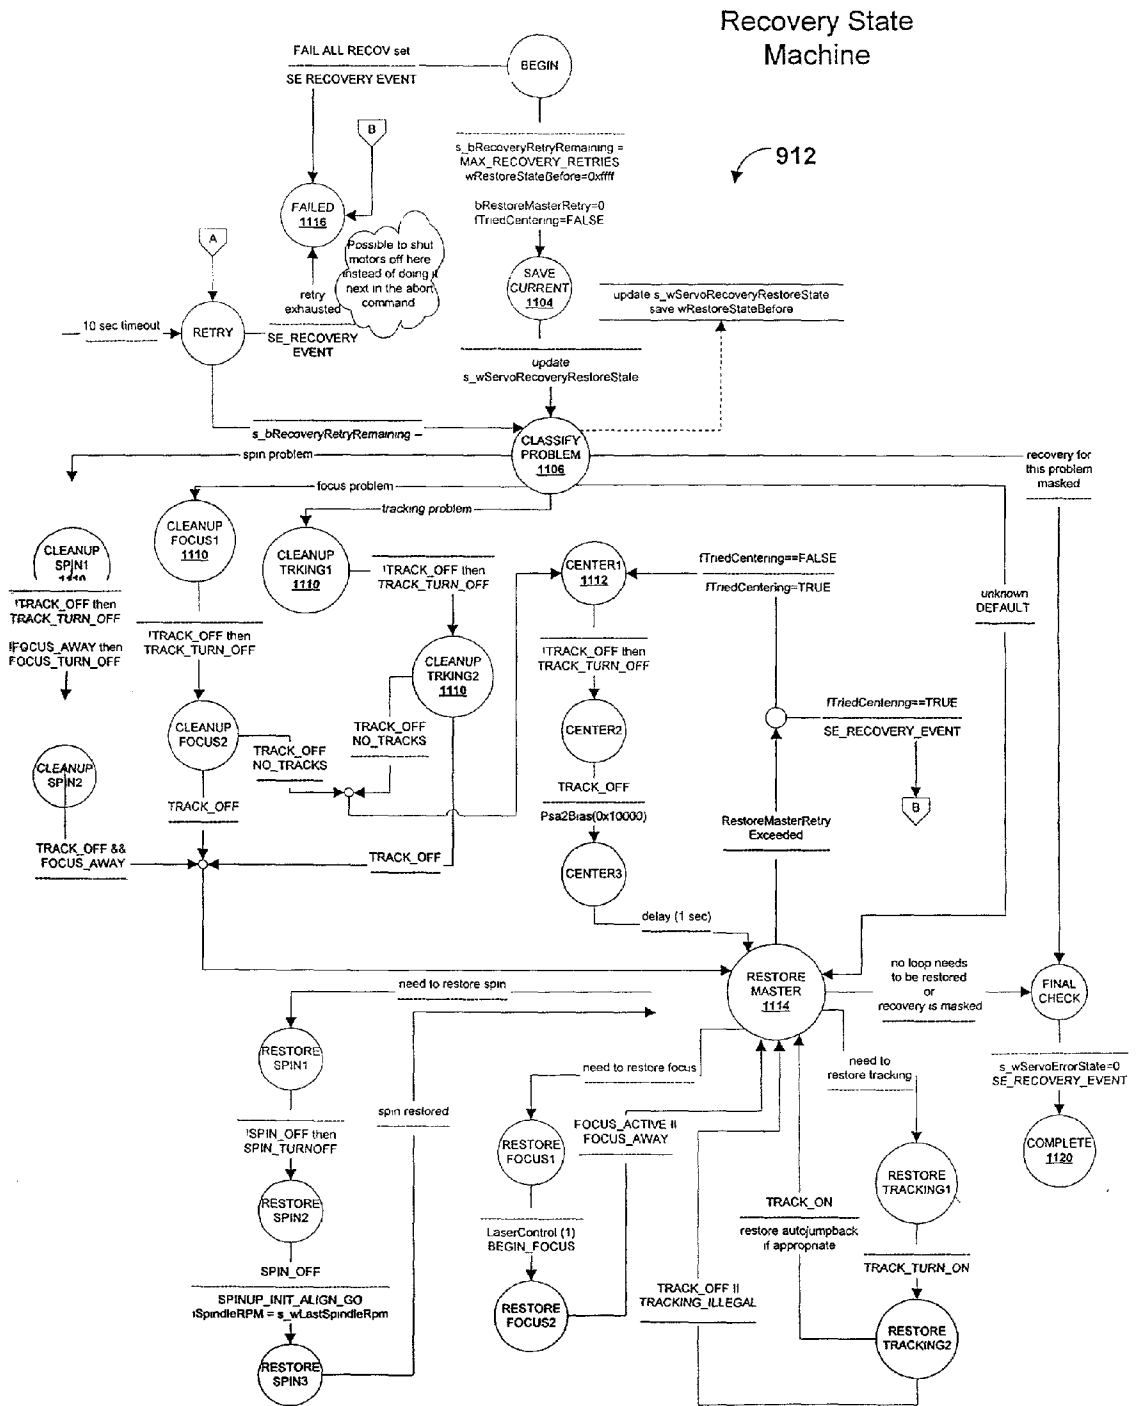 Recovery State
Machine
FAIL ALL RECOV set
SE RECOVERY EVENT
BEGIN
B
s_bRecoveryRetryRemaining =
MAX_RECOVERY_RETRIES
wRestoreStateBefore=0xffff
bRestoreMasterRetry=0
fTriedCentering=FALSE
912
FAILED
1116
A
Possible to shut
motors off here
instead of doing it
next in the abort
command
SAVE
CURRENT
1104
update s_wServoRecoveryRestoreState
save wRestoreStateBefore
retry
exhausted
10 sec timeout
RETRY
SE_RECOVERY
EVENT
update
s_wServoRecoveryRestoreState
s_bRecoveryRetryRemaining --
CLASSIFY
PROBLEM
1106
spin problem
recovery for
this problem
masked
focus problem
tracking problem
CLEANUP
SPIN1
1110
CLEANUP
FOCUS1
1110
CLEANUP
TRKING1
1110
!TRACK_OFF then
TRACK_TURN_OFF
CENTER1
1112
fTriedCentering==FALSE
fTriedCentering=TRUE
unknown
DEFAULT
!TRACK_OFF then
TRACK_TURN_OFF
!FOCUS_AWAY then
FOCUS_TURN_OFF
!TRACK_OFF then
TRACK_TURN_OFF
CLEANUP
TRKING2
1110
!TRACK_OFF then
TRACK_TURN_OFF
CLEANUP
FOCUS2
TRACK_OFF
NO_TRACKS
TRACK_OFF
NO_TRACKS
CENTER2
fTriedCentering==TRUE
SE_RECOVERY_EVENT
CLEANUP
SPIN2
TRACK_OFF
TRACK_OFF
Psa2Bias(0x10000)
B
RestoreMasterRetry
Exceeded
TRACK_OFF &&
FOCUS_AWAY
TRACK_OFF
CENTER3
delay (1 sec)
RESTORE
MASTER
1114
no loop needs
to be restored
or
recovery is masked
FINAL
CHECK
need to restore spin
RESTORE
SPIN1
need to restore focus
need to
restore tracking
s_wServoErrorState=0
SE_RECOVERY_EVENT
spin restored
!SPIN_OFF then
SPIN_TURNOFF
RESTORE
FOCUS1
FOCUS_ACTIVE ||
FOCUS_AWAY
COMPLETE
1120
RESTORE
SPIN2
RESTORE
TRACKING1
TRACK_ON
restore autojumpback
if appropriate
LaserControl (1)
BEGIN_FOCUS
SPIN_OFF
SPINUP_INIT_ALIGN_GO
iSpindleRPM = s_wLastSpindleRpm
TRACK_TURN_ON
TRACK_OFF ||
TRACKING_ILLEGAL
RESTORE
FOCUS2
RESTORE
TRACKING2
RESTORE
SPIN3